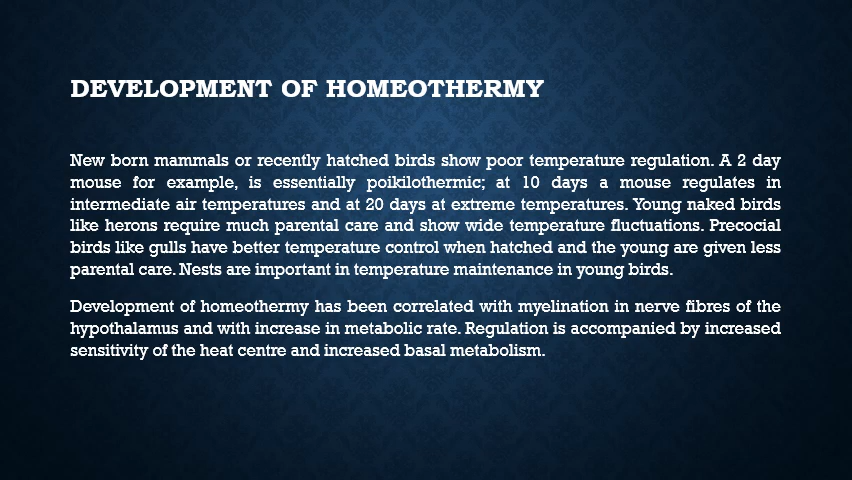 DEVELOPMENT OF HOMEOTHERMY
New born mammals or recently hatched birds show poor temperature regulation. A 2 day
mouse for example, is essentially poikilothermic; at 10 days a mouse regulates in
intermediate air temperatures and at 20 days at extreme temperatures. Young naked birds
like herons require much parental care and show wide temperature fluctuations. Precocial
birds like gulls have better temperature control when hatched and the young are given less
parental care. Nests are important in temperature maintenance in young birds.
Development of homeothermy has been correlated with myelination in nerve fibres of the
hypothalamus and with increase in metabolic rate. Regulation is accompanied by increased
sensitivity of the heat centre and increased basal metabolism.